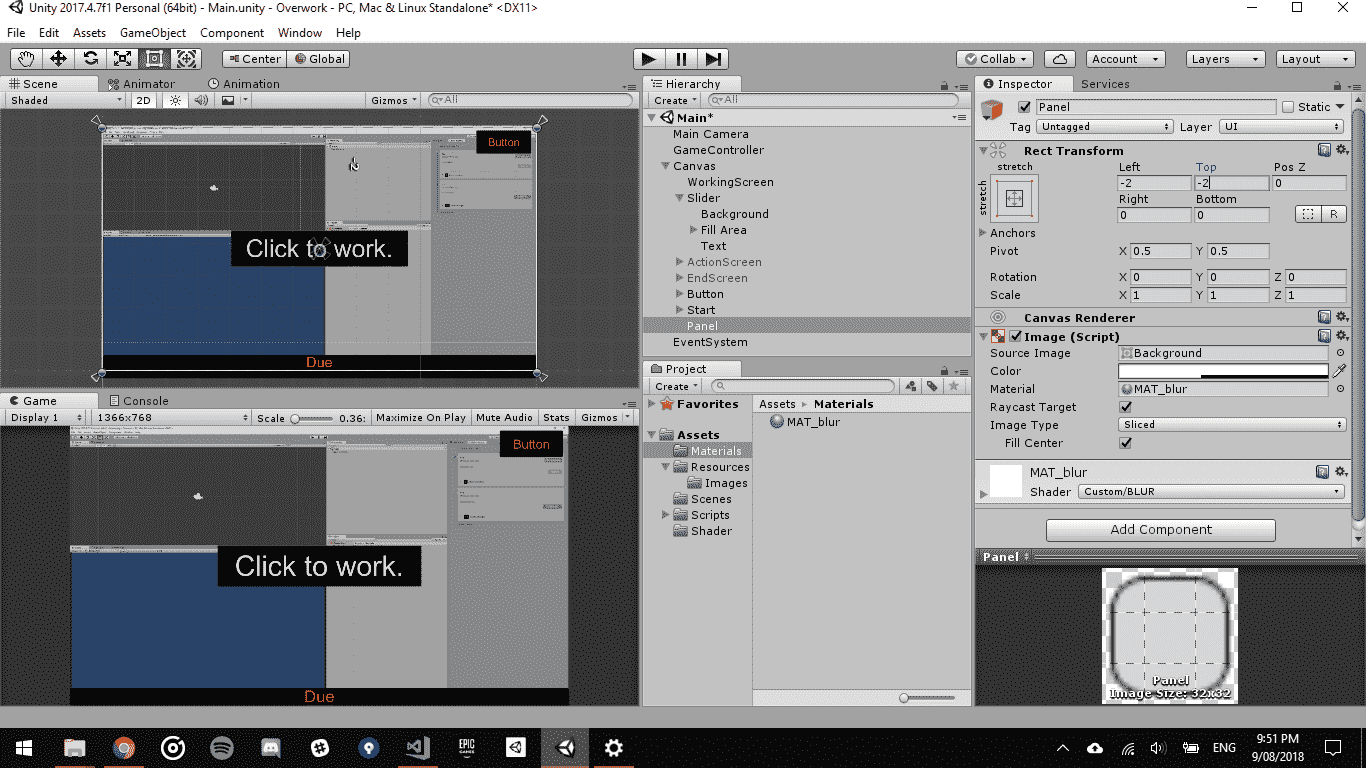 Unity 2017.4.7f1 Personal (64bit) - Main.unity - Overwork - PC, Mac & Linux Standalone* <DX11>
File Edit Assets GameObject Component Window Help
Center Global
Collab Account Layers Layout
Scene Animator Animation
Shaded 2D Gizmos All
Button
Click to work.
Due
Game Console
Display 1 1366x768 Scale 0.36: Maximize On Play Mute Audio Stats Gizmos
Button
Click to work.
Due
Hierarchy
Create All
Main*
Main Camera
GameController
Canvas
WorkingScreen
Slider
Background
Fill Area
Text
ActionScreen
EndScreen
Button
Start
Panel
EventSystem
Project
Create
Favorites
Assets
Materials
Resources
Images
Scenes
Scripts
Shader
Assets Materials
MAT_blur
Inspector Services
Panel Static
Tag Untagged Layer UI
Rect Transform
stretch
stretch
Left Top Pos Z
-2 -2 0
Right Bottom
0 0 R
Anchors
Pivot X 0.5 Y 0.5
Rotation X 0 Y 0 Z 0
Scale X 1 Y 1 Z 1
Canvas Renderer
Image (Script)
Source Image Background
Color
Material MAT_blur
Raycast Target
Image Type Sliced
Fill Center
MAT_blur
Shader Custom/BLUR
Add Component
Panel
Panel
Image Size: 32x32
EPIC GAMES
ENG
9:51 PM
9/08/2018